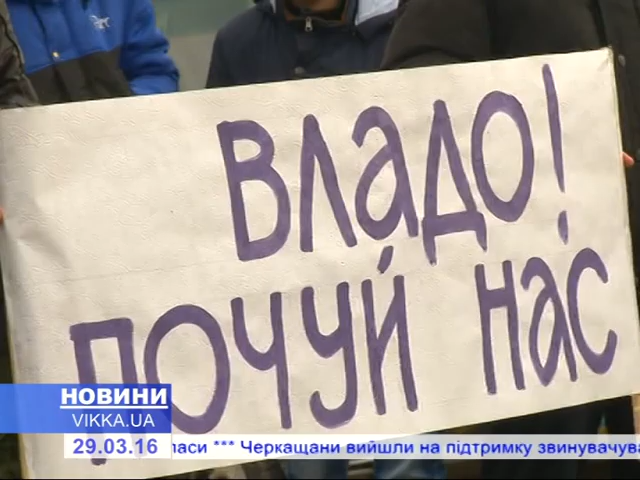 ВЛАДО!
ПОЧУЙ НАС
НОВИНИ
VIKKA.UA
29.03.16 *** Черкащани вийшли на підтримку